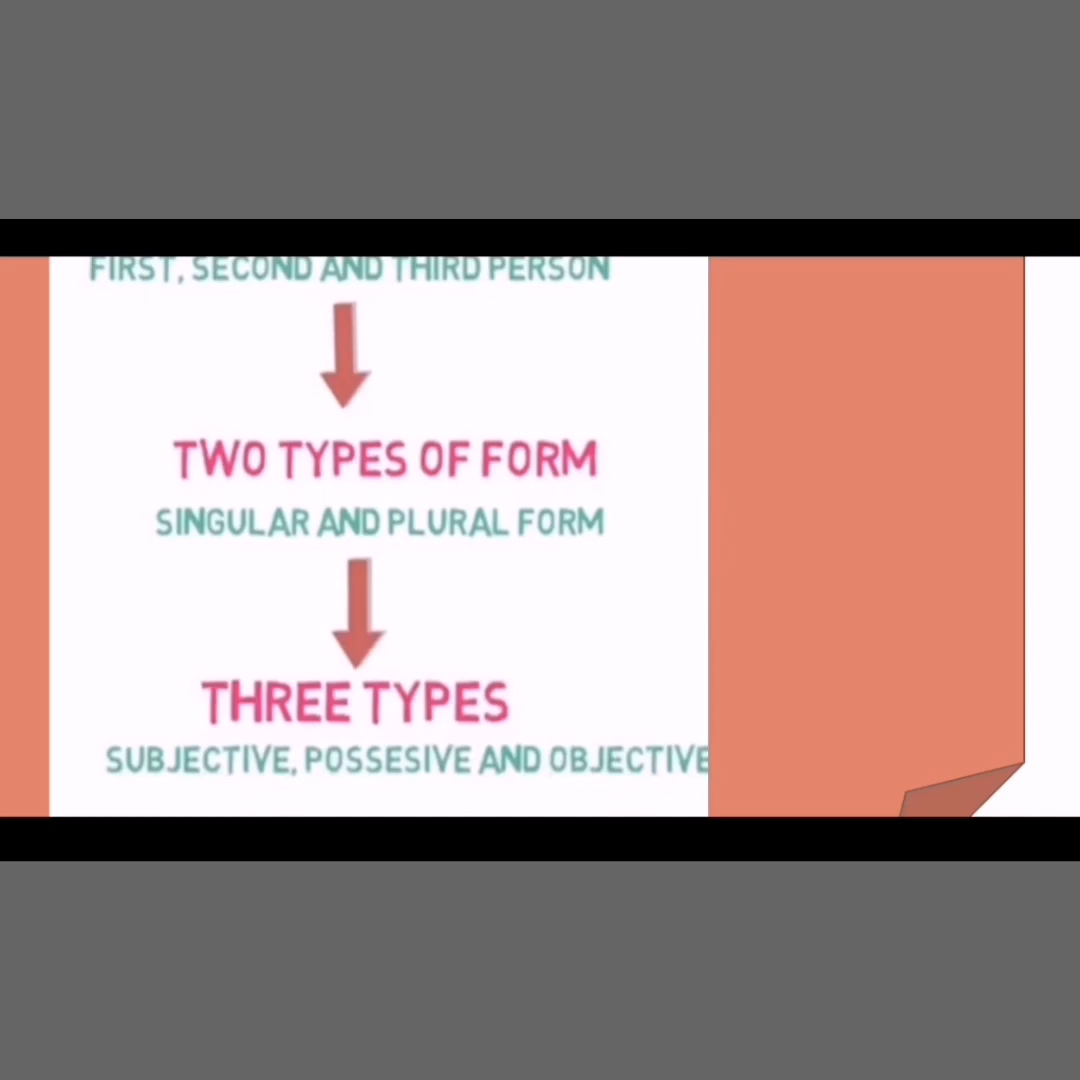 FIRST, SECOND AND THIRD PERSON
TWO TYPES OF FORM
SINGULAR AND PLURAL FORM
THREE TYPES
SUBJECTIVE, POSSESIVE AND OBJECTIVE